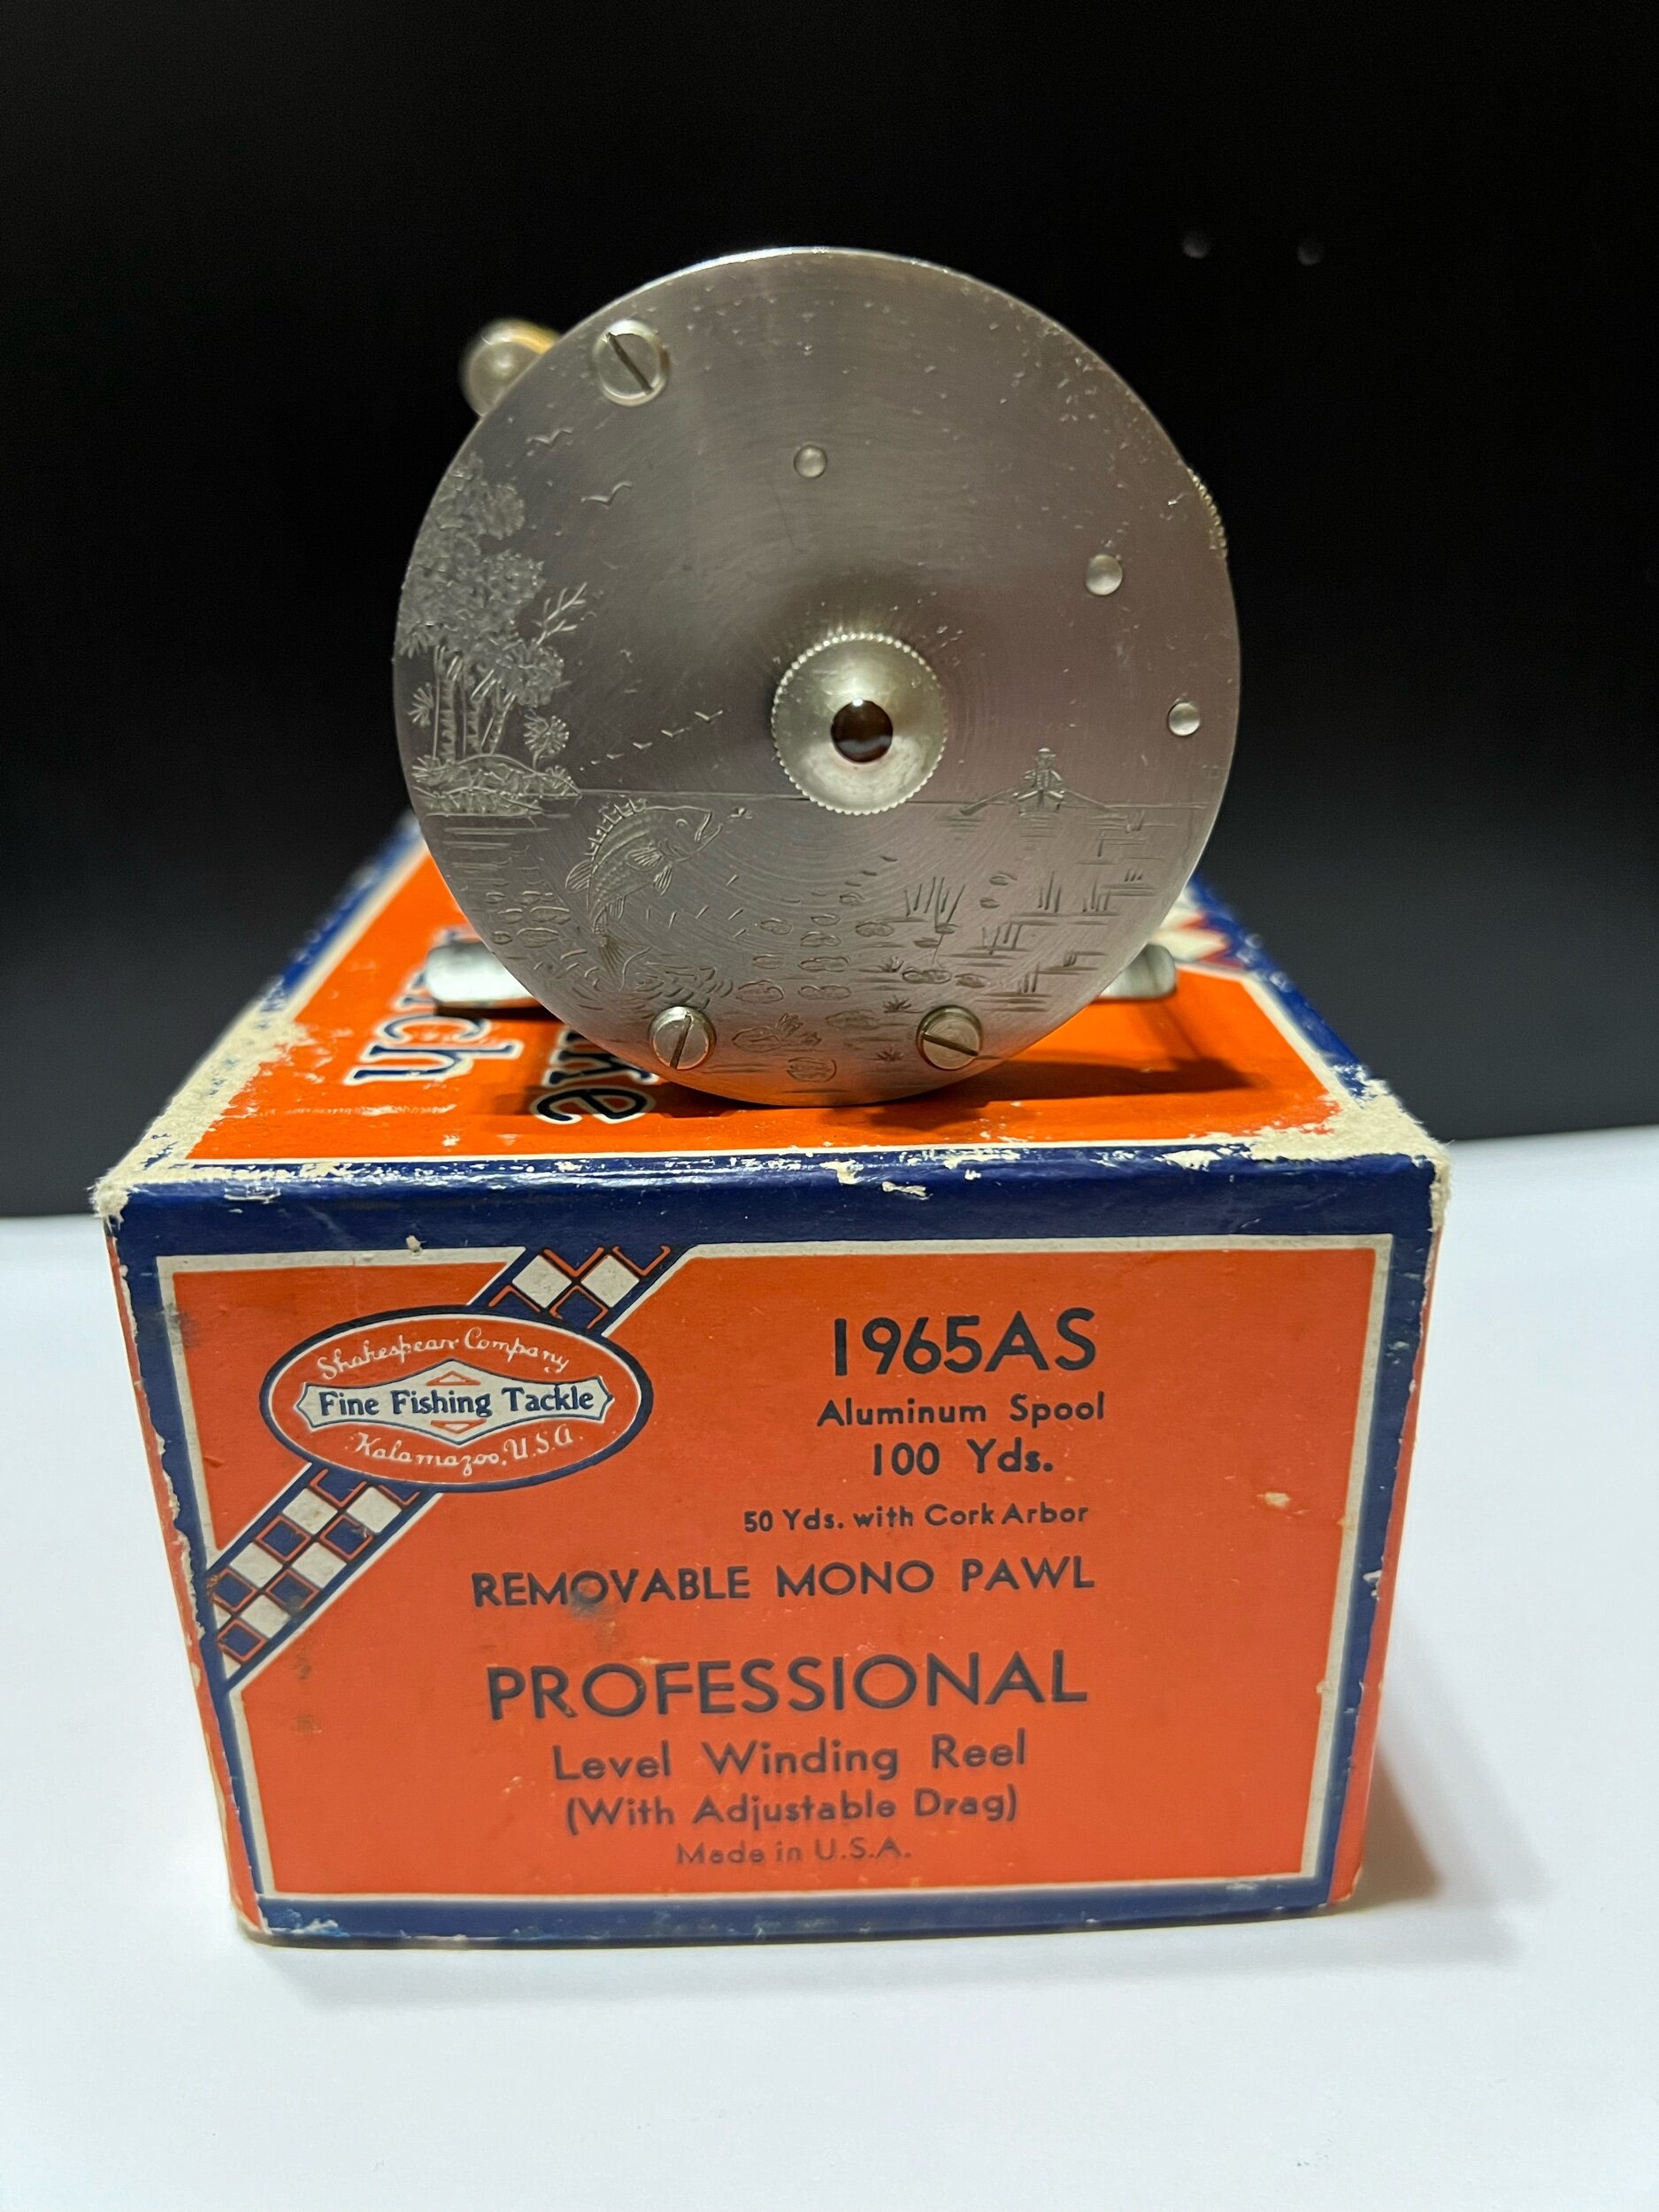 Shakespeare Company
Fine Fishing Tackle
Kalamazoo, U.S.A.
1965AS
Aluminum Spool
100 Yds.
50 Yds. with Cork Arbor
REMOVABLE MONO PAWL
PROFESSIONAL
Level Winding Reel
(With Adjustable Drag)
Made in U.S.A.